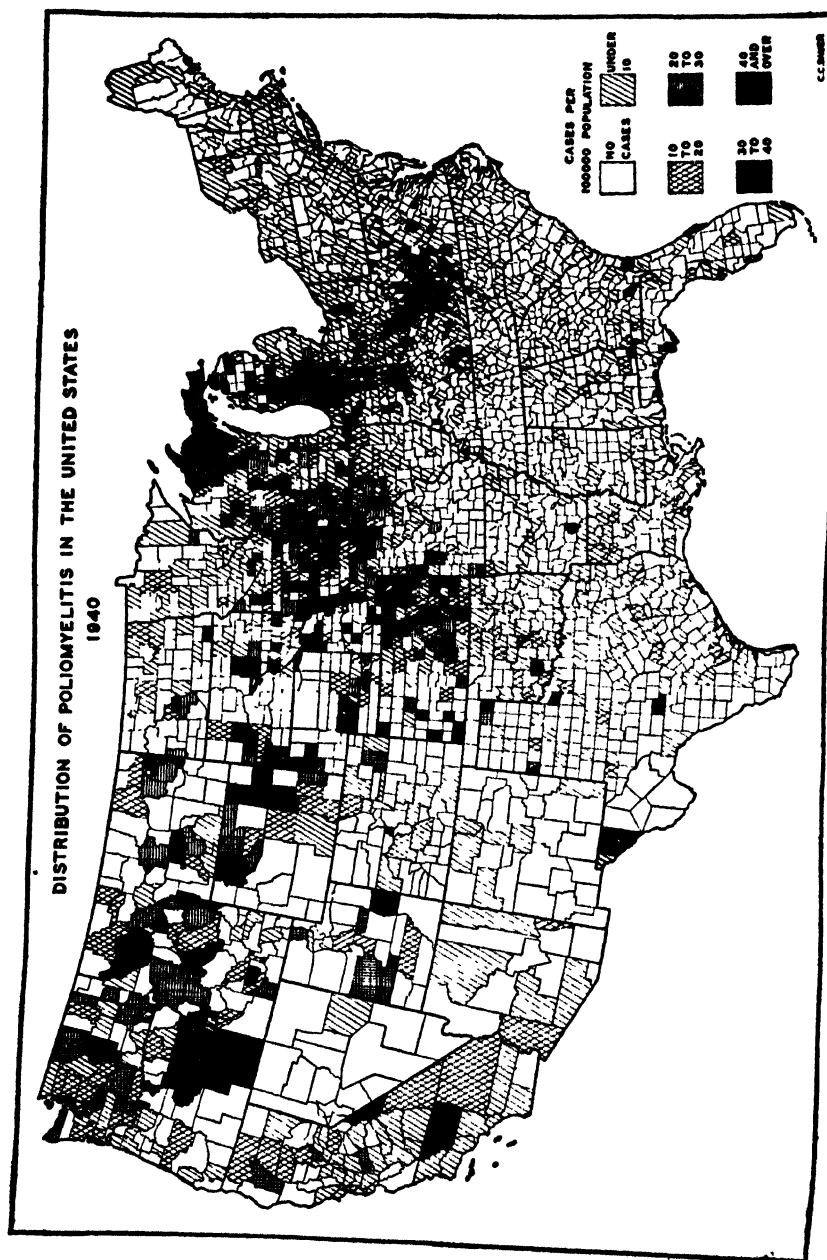 DISTRIBUTION OF POLIOMYELITIS IN THE UNITED STATES
1940
CASES PER
100000 POPULATION
NO CASES
UNDER 10
10 TO 20
20 TO 30
30 TO 40
40 AND OVER